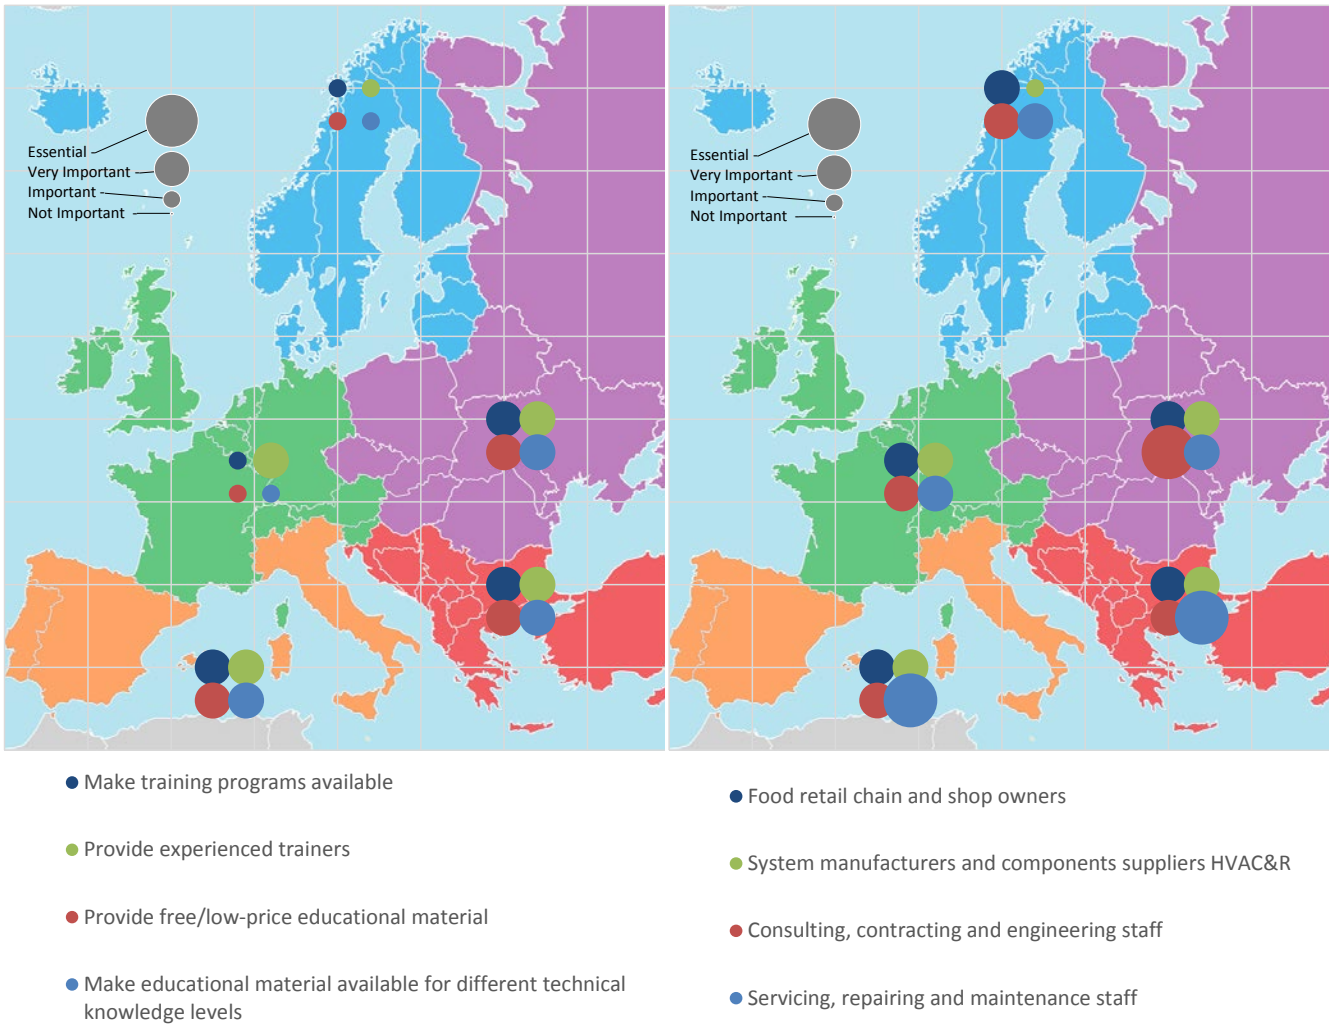 Essential
Very Important
Important
Not Important
Essential
Very Important
Important
Not Important
Make training programs available
Provide experienced trainers
Provide free/low-price educational material
Make educational material available for different technical
knowledge levels
Food retail chain and shop owners
System manufacturers and components suppliers HVAC&R
Consulting, contracting and engineering staff
Servicing, repairing and maintenance staff